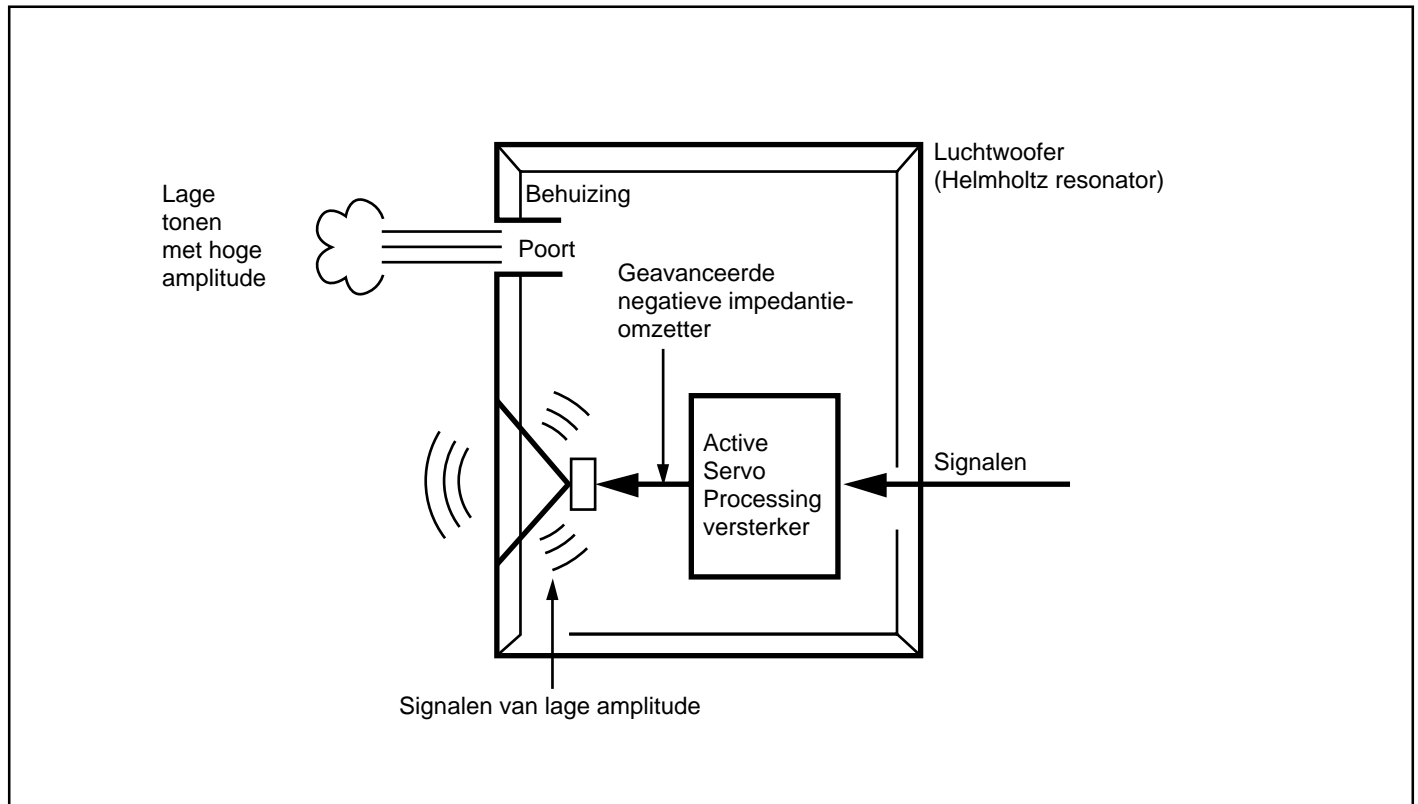 Luchtwoofer
(Helmholtz resonator)
Lage
tonen
met hoge
amplitude
Behuizing
Poort
Geavanceerde
negatieve impedantie-
omzetter
Active
Servo
Processing
versterker
Signalen
Signalen van lage amplitude